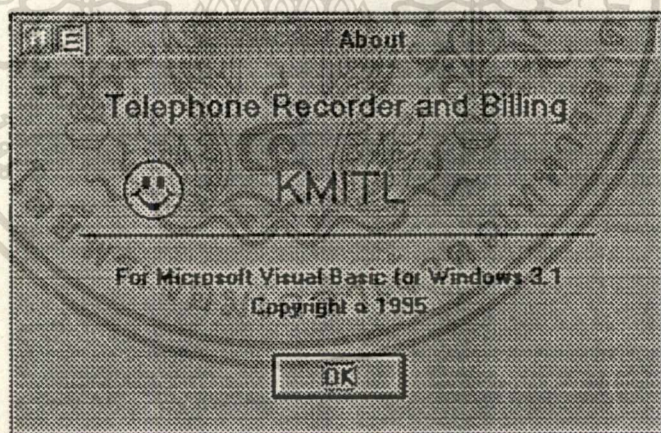 About
Telephone Recorder and Billing
KMITL
For Microsoft Visual Basic for Windows 3.1
Copyright © 1995
OK